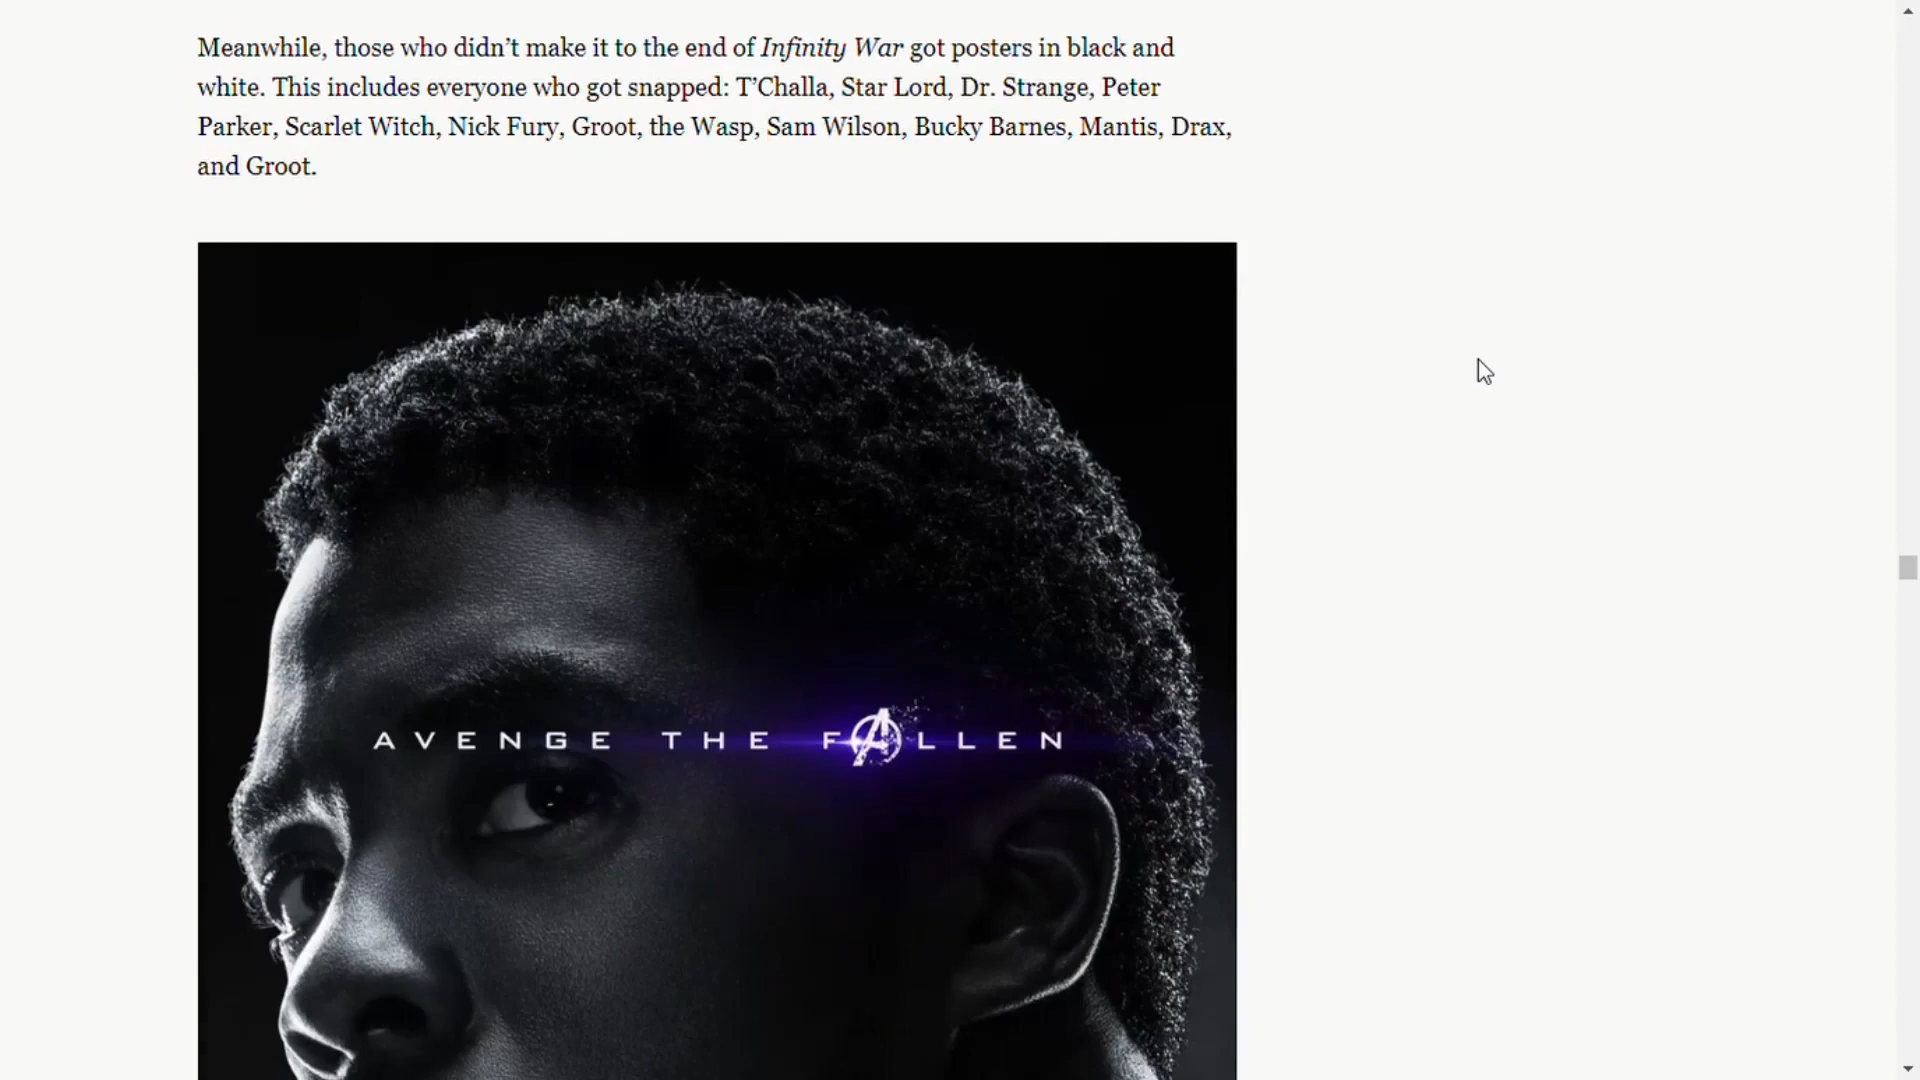 Meanwhile, those who didn’t make it to the end of Infinity War got posters in black and
white. This includes everyone who got snapped: T’Challa, Star Lord, Dr. Strange, Peter
Parker, Scarlet Witch, Nick Fury, Groot, the Wasp, Sam Wilson, Bucky Barnes, Mantis, Drax,
and Groot.
AVENGE THE FALLEN